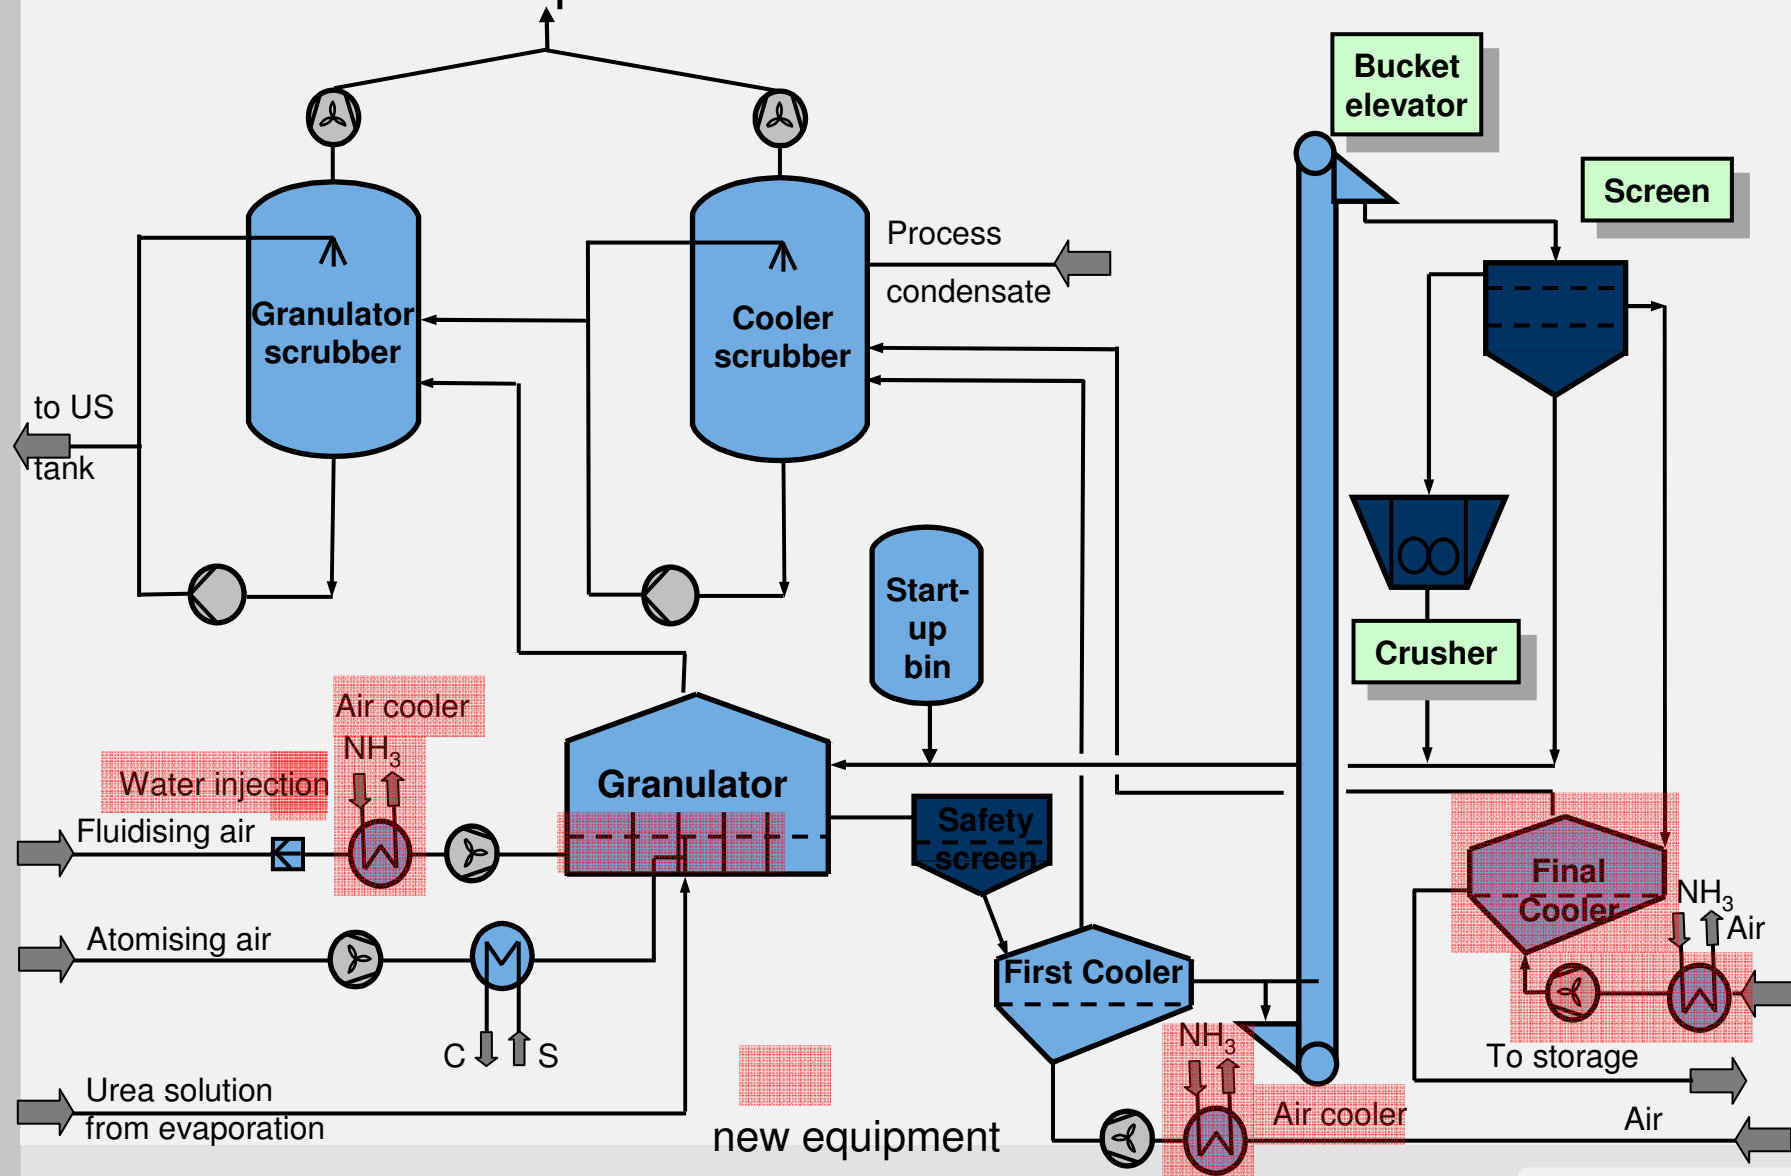 Bucket
elevator
Screen
Process
condensate
Granulator
scrubber
Cooler
scrubber
to US
tank
Start-
up
bin
Crusher
Air cooler
NH3
Water injection
Fluidising air
Granulator
Safety
screen
Final
Cooler
NH3
Air
Atomising air
First Cooler
C
S
NH3
To storage
Urea solution
from evaporation
Air cooler
Air
new equipment